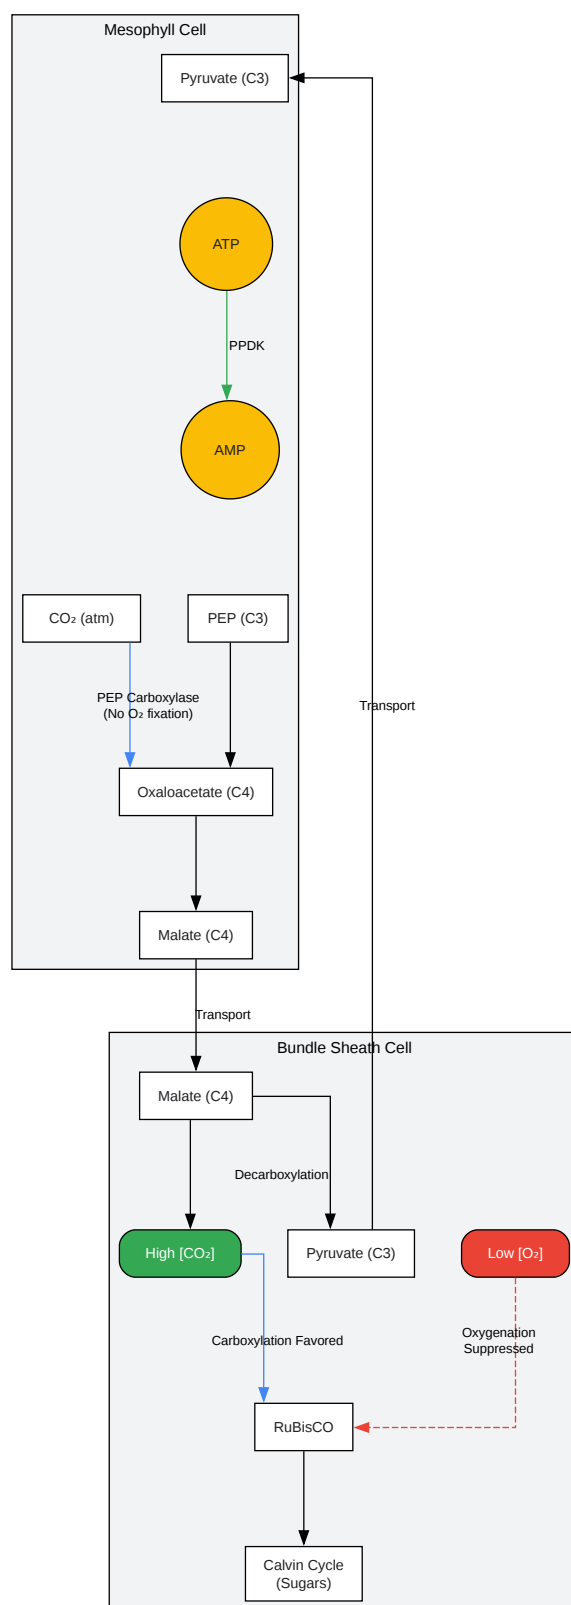 Mesophyll Cell
Pyruvate (C3)
ATP
PPDK
AMP
CO₂ (atm)
PEP (C3)
PEP Carboxylase
(No O₂ fixation)
Transport
Oxaloacetate (C4)
Malate (C4)
Transport
Bundle Sheath Cell
Malate (C4)
Decarboxylation
High [CO₂]
Pyruvate (C3)
Low [O₂]
Carboxylation Favored
Oxygenation
Suppressed
RuBisCO
Calvin Cycle
(Sugars)